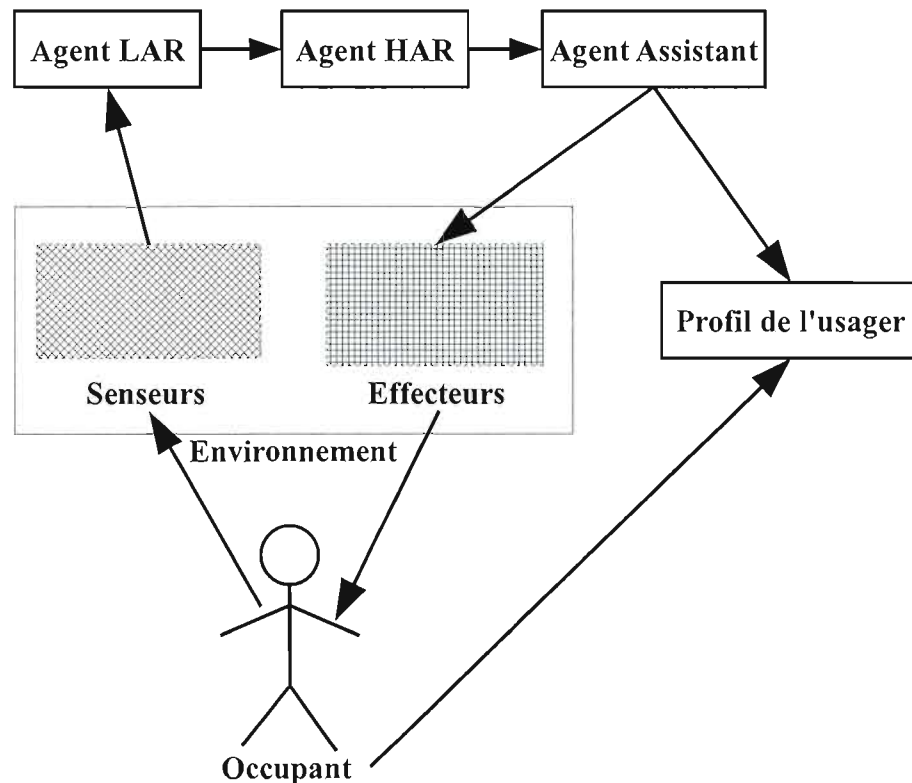 Agent LAR
Agent HAR
Agent Assistant
Profil de l'usager
Senseurs
Effecteurs
Environnement
Occupant